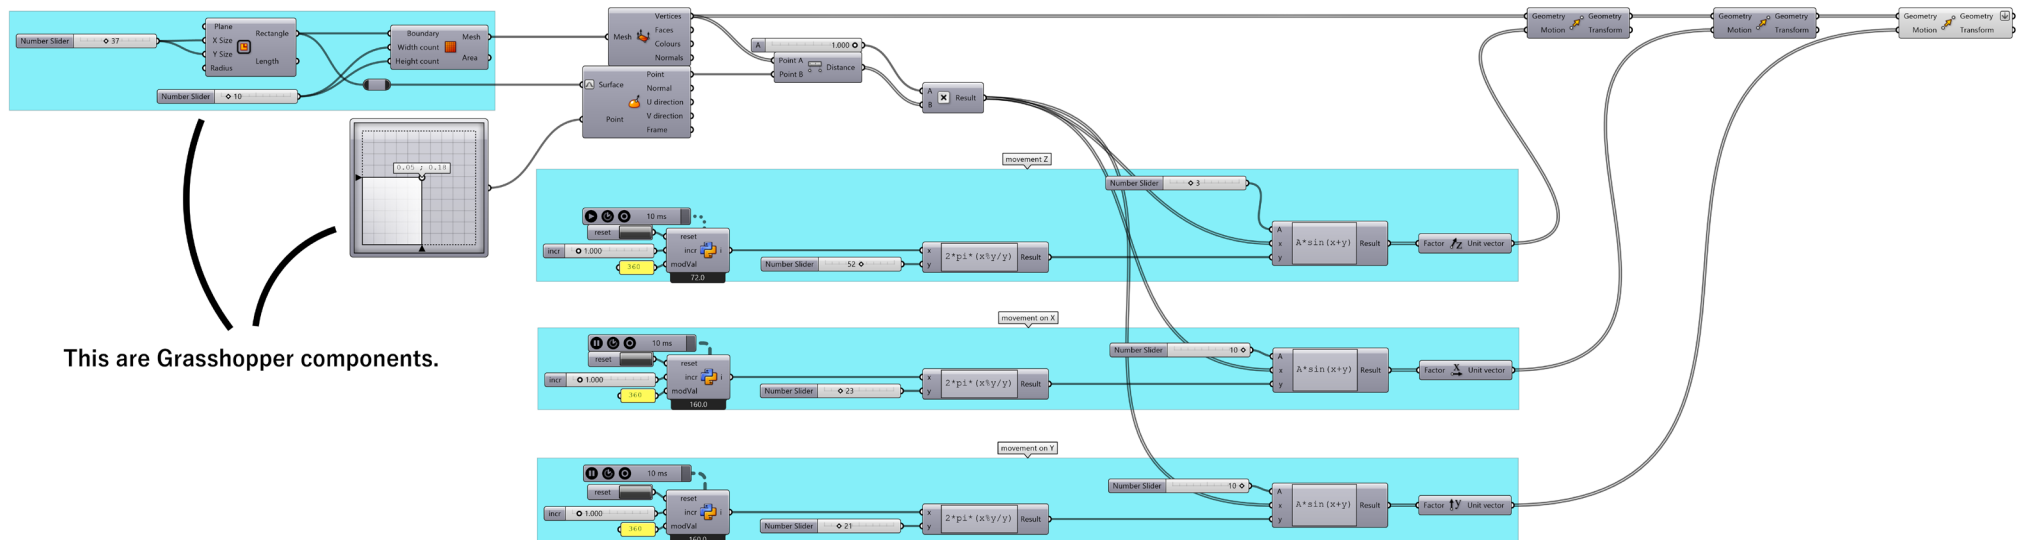 Number Slider 37
Plane
X Size
Y Size
Radius
Rectangle
Length
Boundary
Width count
Height count
Mesh
Area
Number Slider 10
Mesh
Vertices
Faces
Colours
Normals
A 1.000
Point A
Point B
Distance
Surface
Point
Point
Normal
U direction
V direction
Frame
A
B
Result
Geometry
Motion
Geometry
Transform
Geometry
Motion
Geometry
Transform
Geometry
Motion
Geometry
Transform
0.05 ; 0.18
This are Grasshopper components.
movement Z
Number Slider 3
10 ms
reset
incr 1.000
360
reset
incr
modVal
i
72.0
Number Slider 52
x
y
2*pi*(x%y/y)
Result
A
x
y
A*sin(x+y)
Result
Factor
Z
Unit vector
movement on X
Number Slider 10
10 ms
reset
incr 1.000
360
reset
incr
modVal
i
160.0
Number Slider 23
x
y
2*pi*(x%y/y)
Result
A
x
y
A*sin(x+y)
Result
Factor
X
Unit vector
movement on Y
Number Slider 10
10 ms
reset
incr 1.000
360
reset
incr
modVal
i
160.0
Number Slider 21
x
y
2*pi*(x%y/y)
Result
A
x
y
A*sin(x+y)
Result
Factor
y
Unit vector